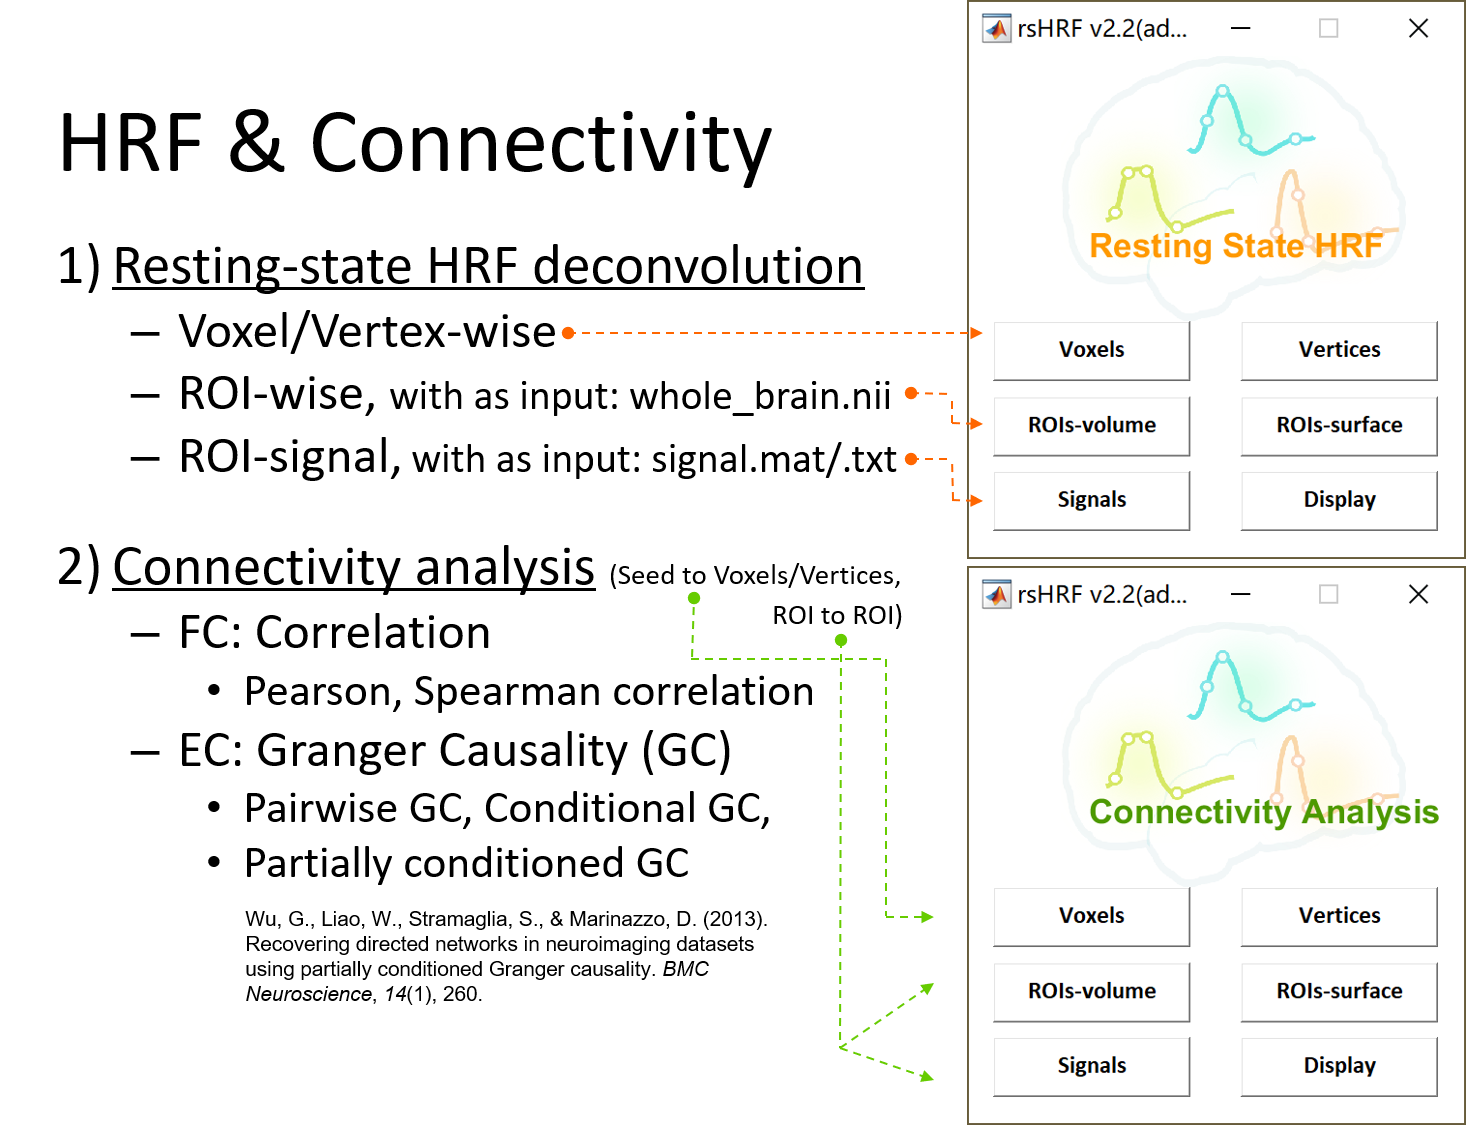 HRF & Connectivity
1) Resting-state HRF deconvolution
– Voxel/Vertex-wise
– ROI-wise, with as input: whole_brain.nii
– ROI-signal, with as input: signal.mat/.txt
2) Connectivity analysis (Seed to Voxels/Vertices,
ROI to ROI)
– FC: Correlation
• Pearson, Spearman correlation
– EC: Granger Causality (GC)
• Pairwise GC, Conditional GC,
• Partially conditioned GC
Wu, G., Liao, W., Stramaglia, S., & Marinazzo, D. (2013).
Recovering directed networks in neuroimaging datasets
using partially conditioned Granger causality. BMC
Neuroscience, 14(1), 260.
rsHRF v2.2(ad...
Resting State HRF
Voxels Vertices
ROIs-volume ROIs-surface
Signals Display
rsHRF v2.2(ad...
Connectivity Analysis
Voxels Vertices
ROIs-volume ROIs-surface
Signals Display